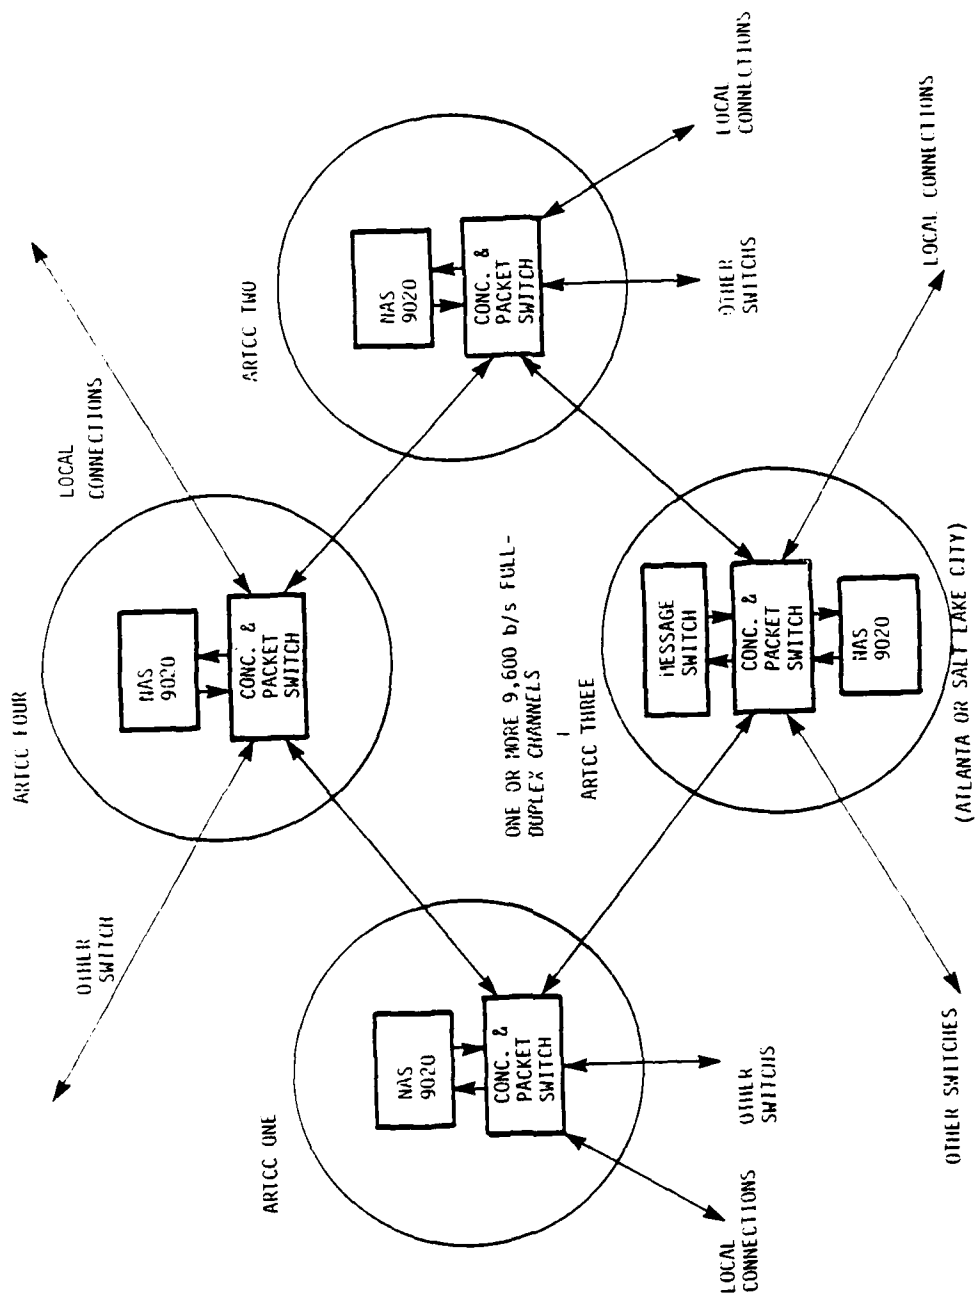 ARTCC FOUR
NAS
9020
CONC. &
PACKET
SWITCH
OTHER
SWITCH
LOCAL
CONNECTIONS
ARTCC ONE
NAS
9020
CONC. &
PACKET
SWITCH
LOCAL
CONNECTIONS
OTHER
SWITCHS
ARTCC TWO
NAS
9020
CONC. &
PACKET
SWITCH
OTHER
SWITCHS
LOCAL
CONNECTIONS
ONE OR MORE 9,600 b/s FULL-
DUPLEX CHANNELS
ARTCC THREE
MESSAGE
SWITCH
CONC. &
PACKET
SWITCH
NAS
9020
(ATLANTA OR SALT LAKE CITY)
OTHER SWITCHES
LOCAL CONNECTIONS